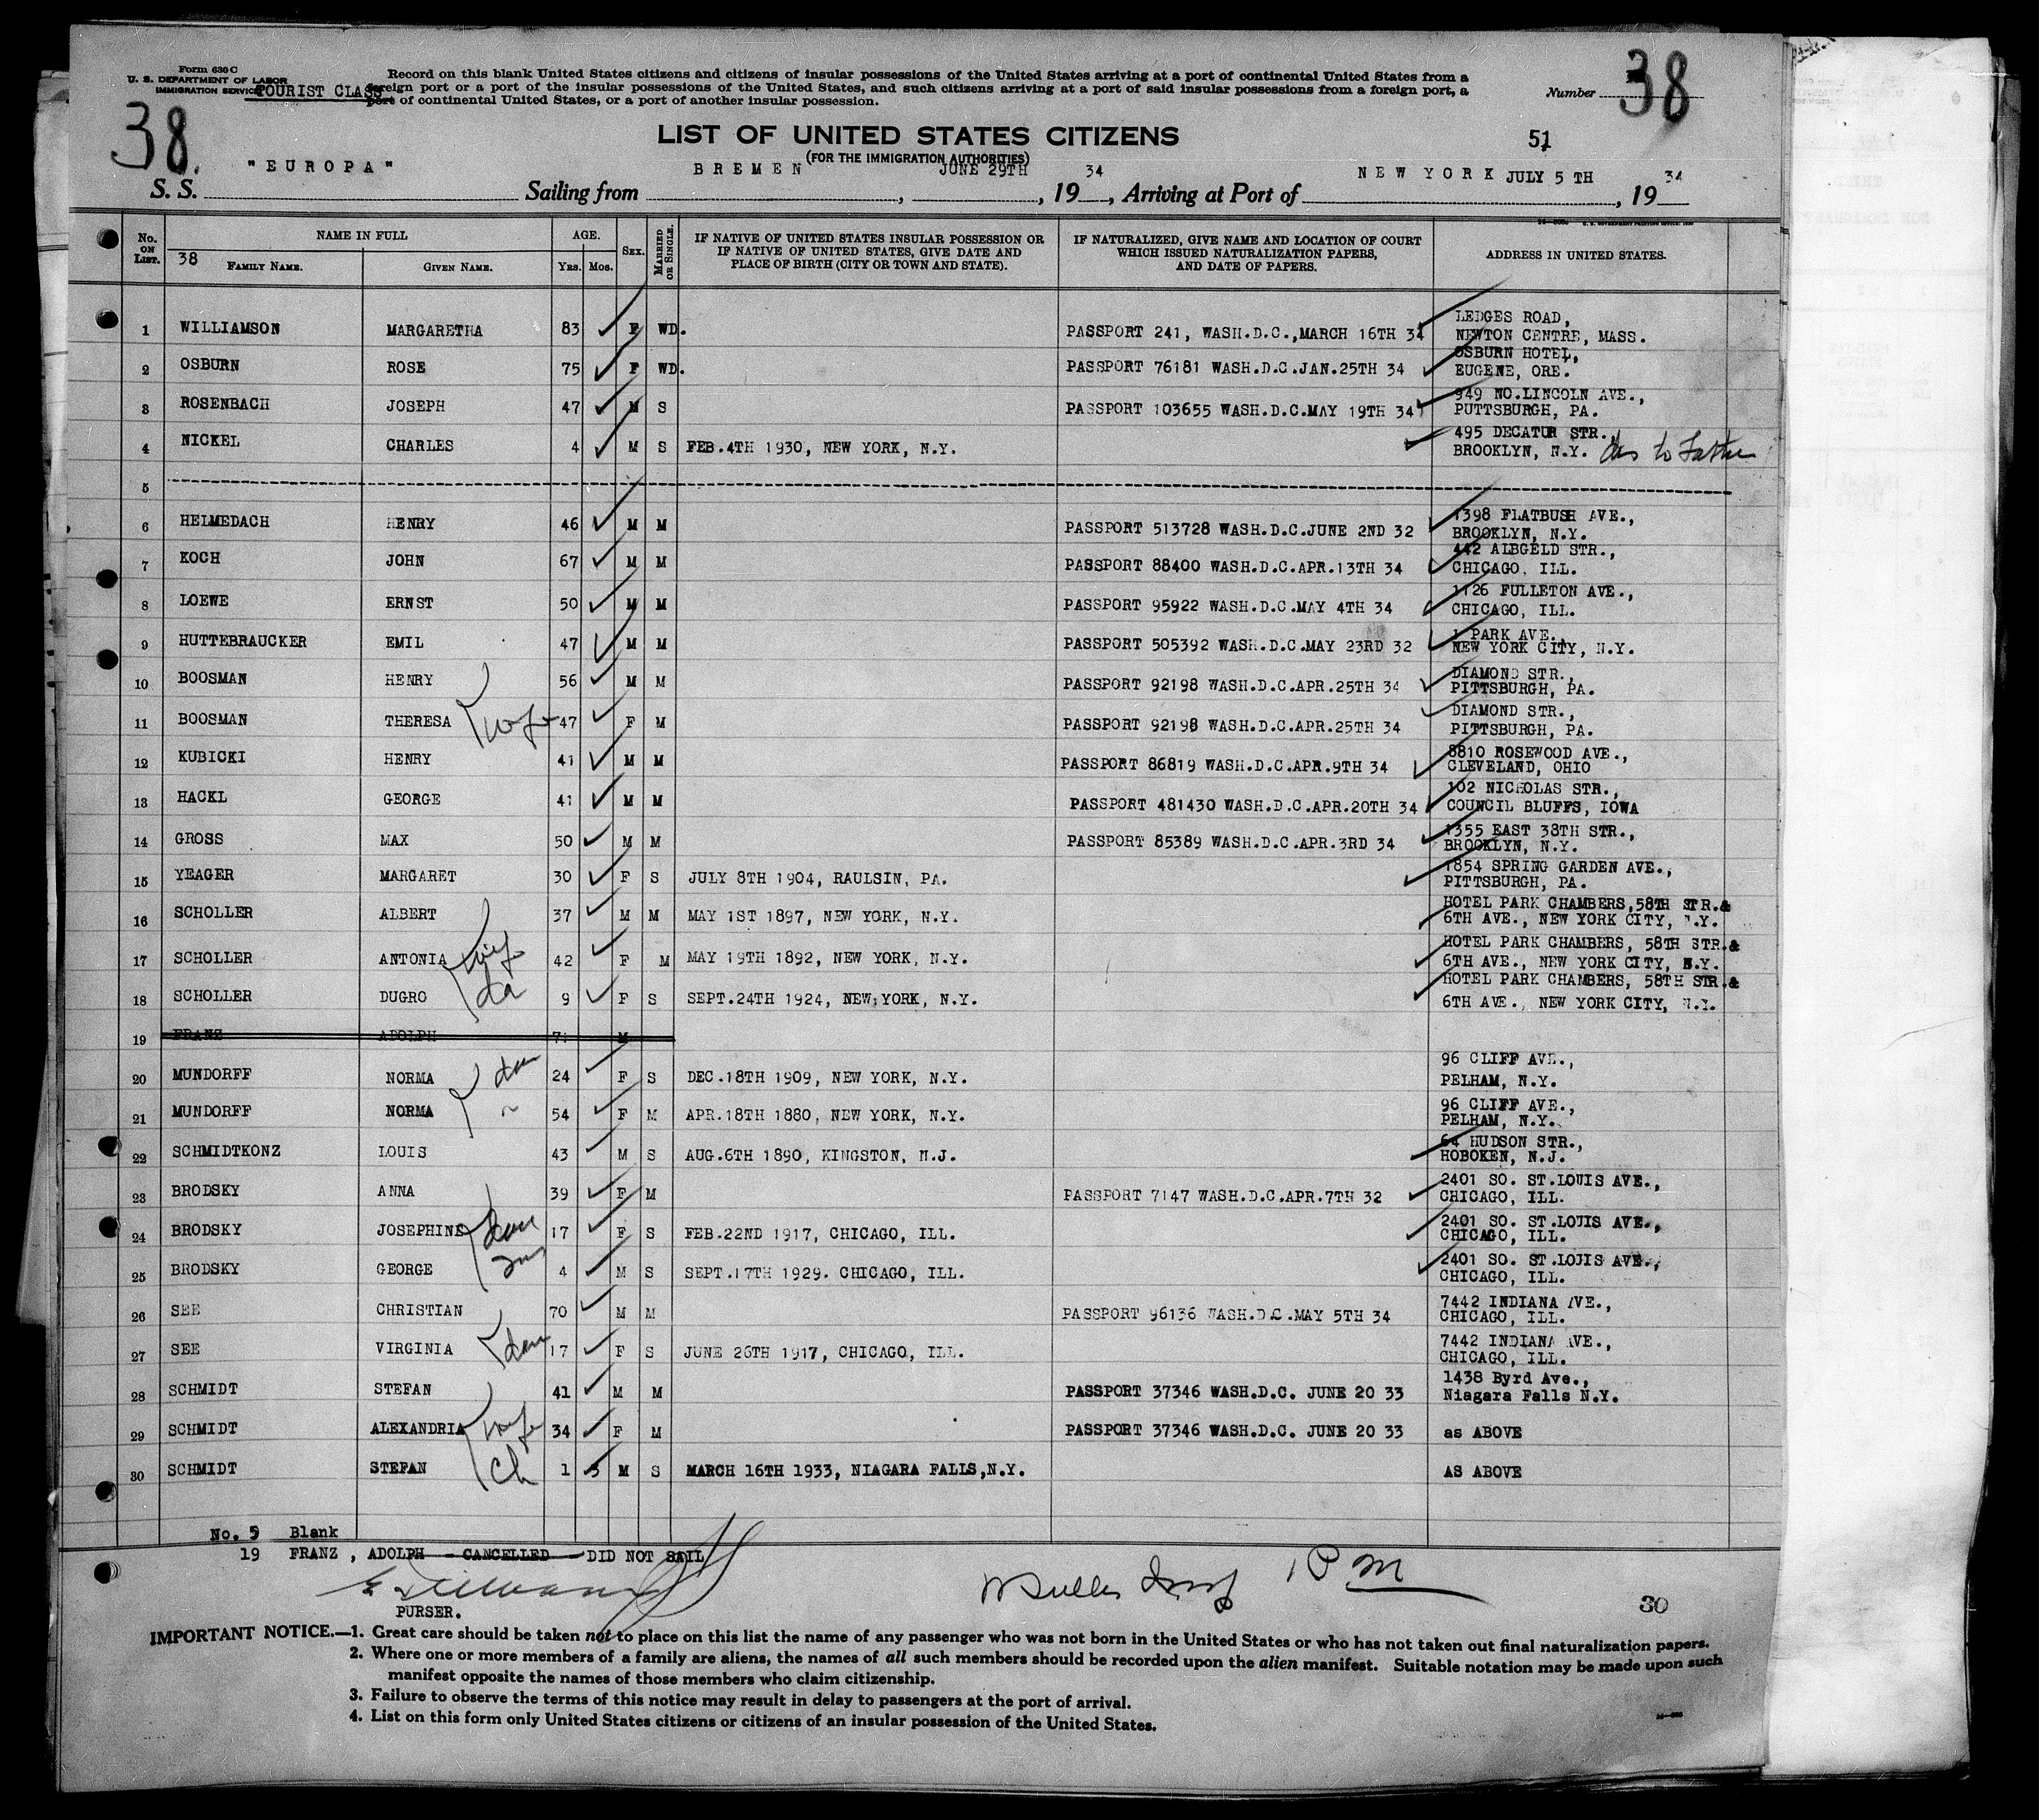 Form 630 C
U. S. DEPARTMENT OF LABOR
IMMIGRATION SERVICE
TOURIST CLASS
Record on this blank United States citizens and citizens of insular possessions of the United States arriving at a port of continental United States from a
foreign port or a port of the insular possessions of the United States, and such citizens arriving at a port of said insular possessions from a foreign port, a
port of continental United States, or a port of another insular possession.
Number 38
38.
LIST OF UNITED STATES CITIZENS
(FOR THE IMMIGRATION AUTHORITIES)
51
S. S. "EUROPA" Sailing from BREMEN, JUNE 29TH, 19 34, Arriving at Port of NEW YORK JULY 5 TH, 19 34
No. ON LIST. NAME IN FULL AGE. SEX. MARRIED OR SINGLE. IF NATIVE OF UNITED STATES INSULAR POSSESSION OR IF NATIVE OF UNITED STATES, GIVE DATE AND PLACE OF BIRTH (CITY OR TOWN AND STATE). IF NATURALIZED, GIVE NAME AND LOCATION OF COURT WHICH ISSUED NATURALIZATION PAPERS, AND DATE OF PAPERS. ADDRESS IN UNITED STATES.
38 FAMILY NAME. GIVEN NAME. YRS. MOS.
1 WILLIAMSON MARGARETHA 83 F WD. PASSPORT 241, WASH.D.C.,MARCH 16TH 34 LEDGES ROAD,
NEWTON CENTRE, MASS.
2 OSBURN ROSE 75 F WD. PASSPORT 76181 WASH.D.C.JAN.25TH 34 OSBURN HOTEL,
EUGENE, ORE.
3 ROSENBACH JOSEPH 47 M S PASSPORT 103655 WASH.D.C.MAY 19TH 34 949 NO.LINCOLN AVE.,
PUTTSBURGH, PA.
4 NICKEL CHARLES 4 M S FEB.4TH 1930, NEW YORK, N.Y. 495 DECATUR STR.,
BROOKLYN, N.Y. to Father
5
6 HELMEDACH HENRY 46 M M PASSPORT 513728 WASH.D.C.JUNE 2ND 32 1398 FLATBUSH AVE.,
BROOKLYN, N.Y.
7 KOCH JOHN 67 M M PASSPORT 88400 WASH.D.C.APR.13TH 34 442 ALBGELD STR.,
CHICAGO, ILL.
8 LOEWE ERNST 50 M M PASSPORT 95922 WASH.D.C.MAY 4TH 34 1726 FULLETON AVE.,
CHICAGO, ILL.
9 HUTTEBRAUCKER EMIL 47 M M PASSPORT 505392 WASH.D.C.MAY 23RD 32 1 PARK AVE.,
NEW YORK CITY, N.Y.
10 BOOSMAN HENRY 56 M M PASSPORT 92198 WASH.D.C.APR.25TH 34 DIAMOND STR.,
PITTSBURGH, PA.
11 BOOSMAN THERESA wife 47 F M PASSPORT 92198 WASH.D.C.APR.25TH 34 DIAMOND STR.,
PITTSBURGH, PA.
12 KUBICKI HENRY 41 M M PASSPORT 86819 WASH.D.C.APR.9TH 34 8810 ROSEWOOD AVE.,
CLEVELAND, OHIO
13 HACKL GEORGE 41 M M PASSPORT 481430 WASH.D.C.APR.20TH 34 102 NICHOLAS STR.,
COUNCIL BLUFFS, IOWA
14 GROSS MAX 50 M M PASSPORT 85389 WASH.D.C.APR.3RD 34 1355 EAST 38TH STR.,
BROOKLYN, N.Y.
15 YEAGER MARGARET 30 F S JULY 8TH 1904, RAULSIN, PA. 1854 SPRING GARDEN AVE.,
PITTSBURGH, PA.
16 SCHOLLER ALBERT 37 M M MAY 1ST 1897, NEW YORK, N.Y. HOTEL PARK CHAMBERS,58TH STR.&
6TH AVE., NEW YORK CITY, N.Y.
17 SCHOLLER ANTONIA wife 42 F M MAY 19TH 1892, NEW YORK, N.Y. HOTEL PARK CHAMBERS, 58TH STR.&
6TH AVE., NEW YORK CITY, N.Y.
18 SCHOLLER DUGRO da 9 F S SEPT.24TH 1924, NEW YORK, N.Y. HOTEL PARK CHAMBERS, 58TH STR.&
6TH AVE., NEW YORK CITY, N.Y.
19 FRANZ ADOLPH 71 M
20 MUNDORFF NORMA dau 24 F S DEC.18TH 1909, NEW YORK, N.Y. 96 CLIFF AVE.,
PELHAM, N.Y.
21 MUNDORFF NORMA 54 F M APR.18TH 1880, NEW YORK, N.Y. 96 CLIFF AVE.,
PELHAM, N.Y.
22 SCHMIDTKONZ LOUIS 43 M S AUG.6TH 1890, KINGSTON, N.J. 64 HUDSON STR.,
HOBOKEN, N.J.
23 BRODSKY ANNA 39 F M PASSPORT 7147 WASH.D.C.APR.7TH 32 2401 SO. ST.LOUIS AVE.,
CHICAGO, ILL.
24 BRODSKY JOSEPHINE dau 17 F S FEB.22ND 1917, CHICAGO, ILL. 2401 SO. ST.LOUIS AVE.,
CHICAGO, ILL.
25 BRODSKY GEORGE 4 M S SEPT.17TH 1929. CHICAGO, ILL. 2401 SO. ST.LOUIS AVE.,
CHICAGO, ILL.
26 SEE CHRISTIAN 70 M M PASSPORT 96136 WASH.D.C.MAY 5TH 34 7442 INDIANA AVE.,
CHICAGO, ILL.
27 SEE VIRGINIA dau 17 F S JUNE 26TH 1917, CHICAGO, ILL. 7442 INDIANA AVE.,
CHICAGO, ILL.
28 SCHMIDT STEFAN 41 M M PASSPORT 37346 WASH.D.C. JUNE 20 33 1438 Byrd Ave.,
Niagara Falls N.Y.
29 SCHMIDT ALEXANDRIA wife 34 F M PASSPORT 37346 WASH.D.C. JUNE 20 33 as ABOVE
30 SCHMIDT STEFAN ch 1 3 M S MARCH 16TH 1933, NIAGARA FALLS,N.Y. AS ABOVE
No. 5 Blank
19 FRANZ , ADOLPH - CANCELLED - DID NOT SAIL
PURSER.
30
IMPORTANT NOTICE.—1. Great care should be taken not to place on this list the name of any passenger who was not born in the United States or who has not taken out final naturalization papers.
2. Where one or more members of a family are aliens, the names of all such members should be recorded upon the alien manifest. Suitable notation may be made upon such
manifest opposite the names of those members who claim citizenship.
3. Failure to observe the terms of this notice may result in delay to passengers at the port of arrival.
4. List on this form only United States citizens or citizens of an insular possession of the United States.